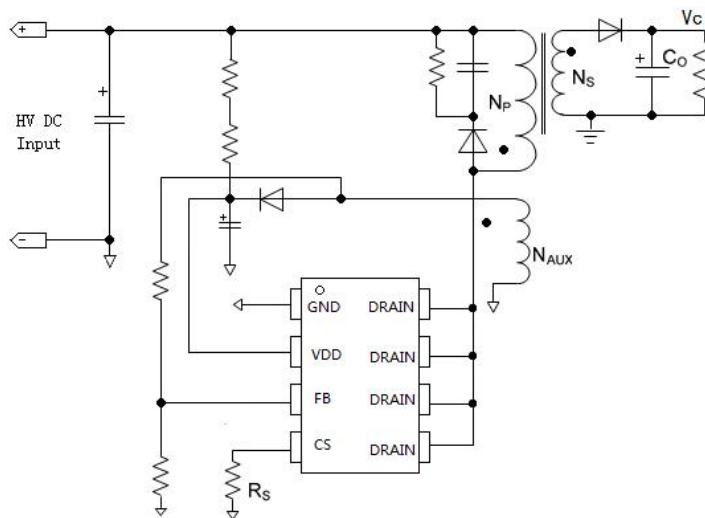 +
Vc
+
+
Co
HV DC
Input
NP
NS
-
+
NAUX
GND
DRAIN
VDD
DRAIN
FB
DRAIN
CS
DRAIN
RS